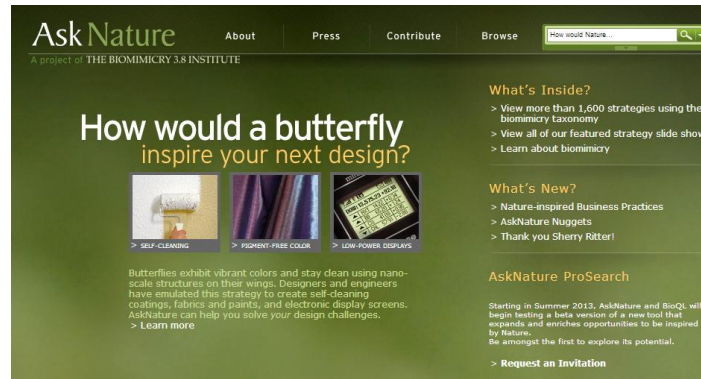 Ask Nature
About
Press
Contribute
Browse
How would Nature...
A project of THE BIOMIMICRY 3.8 INSTITUTE
How would a butterfly
inspire your next design?
> SELF-CLEANING
> PIGMENT-FREE COLOR
> LOW-POWER DISPLAYS
Butterflies exhibit vibrant colors and stay clean using nano-
scale structures on their wings. Designers and engineers
have emulated this strategy to create self-cleaning
coatings, fabrics and paints, and electronic display screens.
AskNature can help you solve your design challenges.
> Learn more
What's Inside?
> View more than 1,600 strategies using the
biomimicry taxonomy
> View all of our featured strategy slide show
> Learn about biomimicry
What's New?
> Nature-inspired Business Practices
> AskNature Nuggets
> Thank you Sherry Ritter!
AskNature ProSearch
Starting in Summer 2013, AskNature and BioQL will
begin testing a beta version of a new tool that
expands and enriches opportunities to be inspired
by Nature.
Be amongst the first to explore its potential.
> Request an Invitation